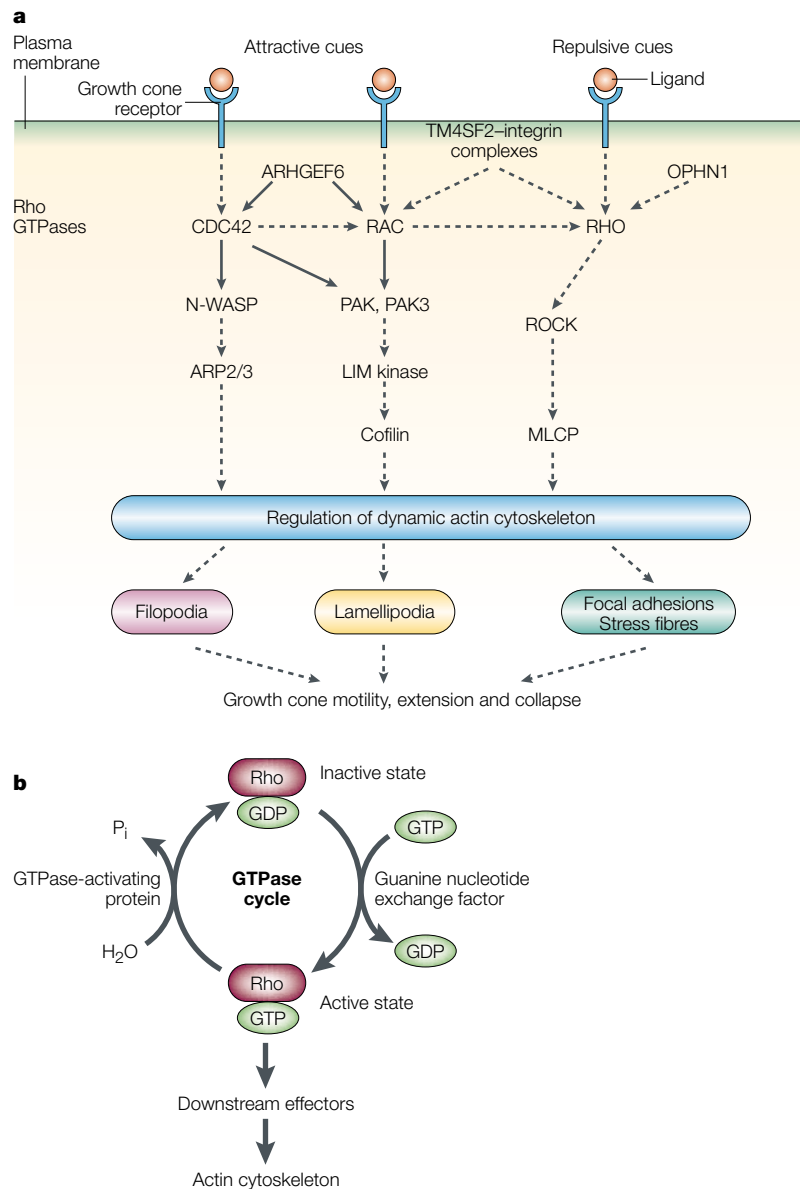 a
Plasma
membrane
Attractive cues
Repulsive cues
Growth cone
receptor
Ligand
TM4SF2–integrin
complexes
ARHGEF6
OPHN1
Rho
GTPases
CDC42
RAC
RHO
N-WASP
PAK, PAK3
ROCK
ARP2/3
LIM kinase
Cofilin
MLCP
Regulation of dynamic actin cytoskeleton
Filopodia
Lamellipodia
Focal adhesions
Stress fibres
Growth cone motility, extension and collapse
b
Rho
GDP
Inactive state
Pi
GTP
GTPase-activating
protein
GTPase
cycle
Guanine nucleotide
exchange factor
H2O
GDP
Rho
GTP
Active state
Downstream effectors
Actin cytoskeleton